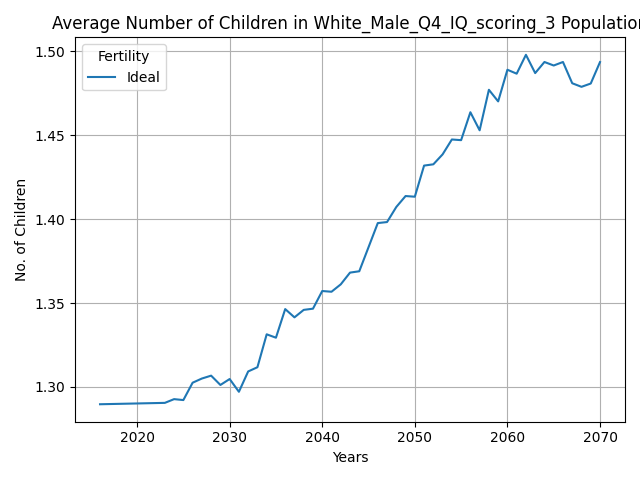 Average Number of Children in White_Male_Q4_IQ_scoring_3 Population
Fertility
Ideal
No. of Children
1.50
1.45
1.40
1.35
1.30
2020 2030 2040 2050 2060 2070
Years